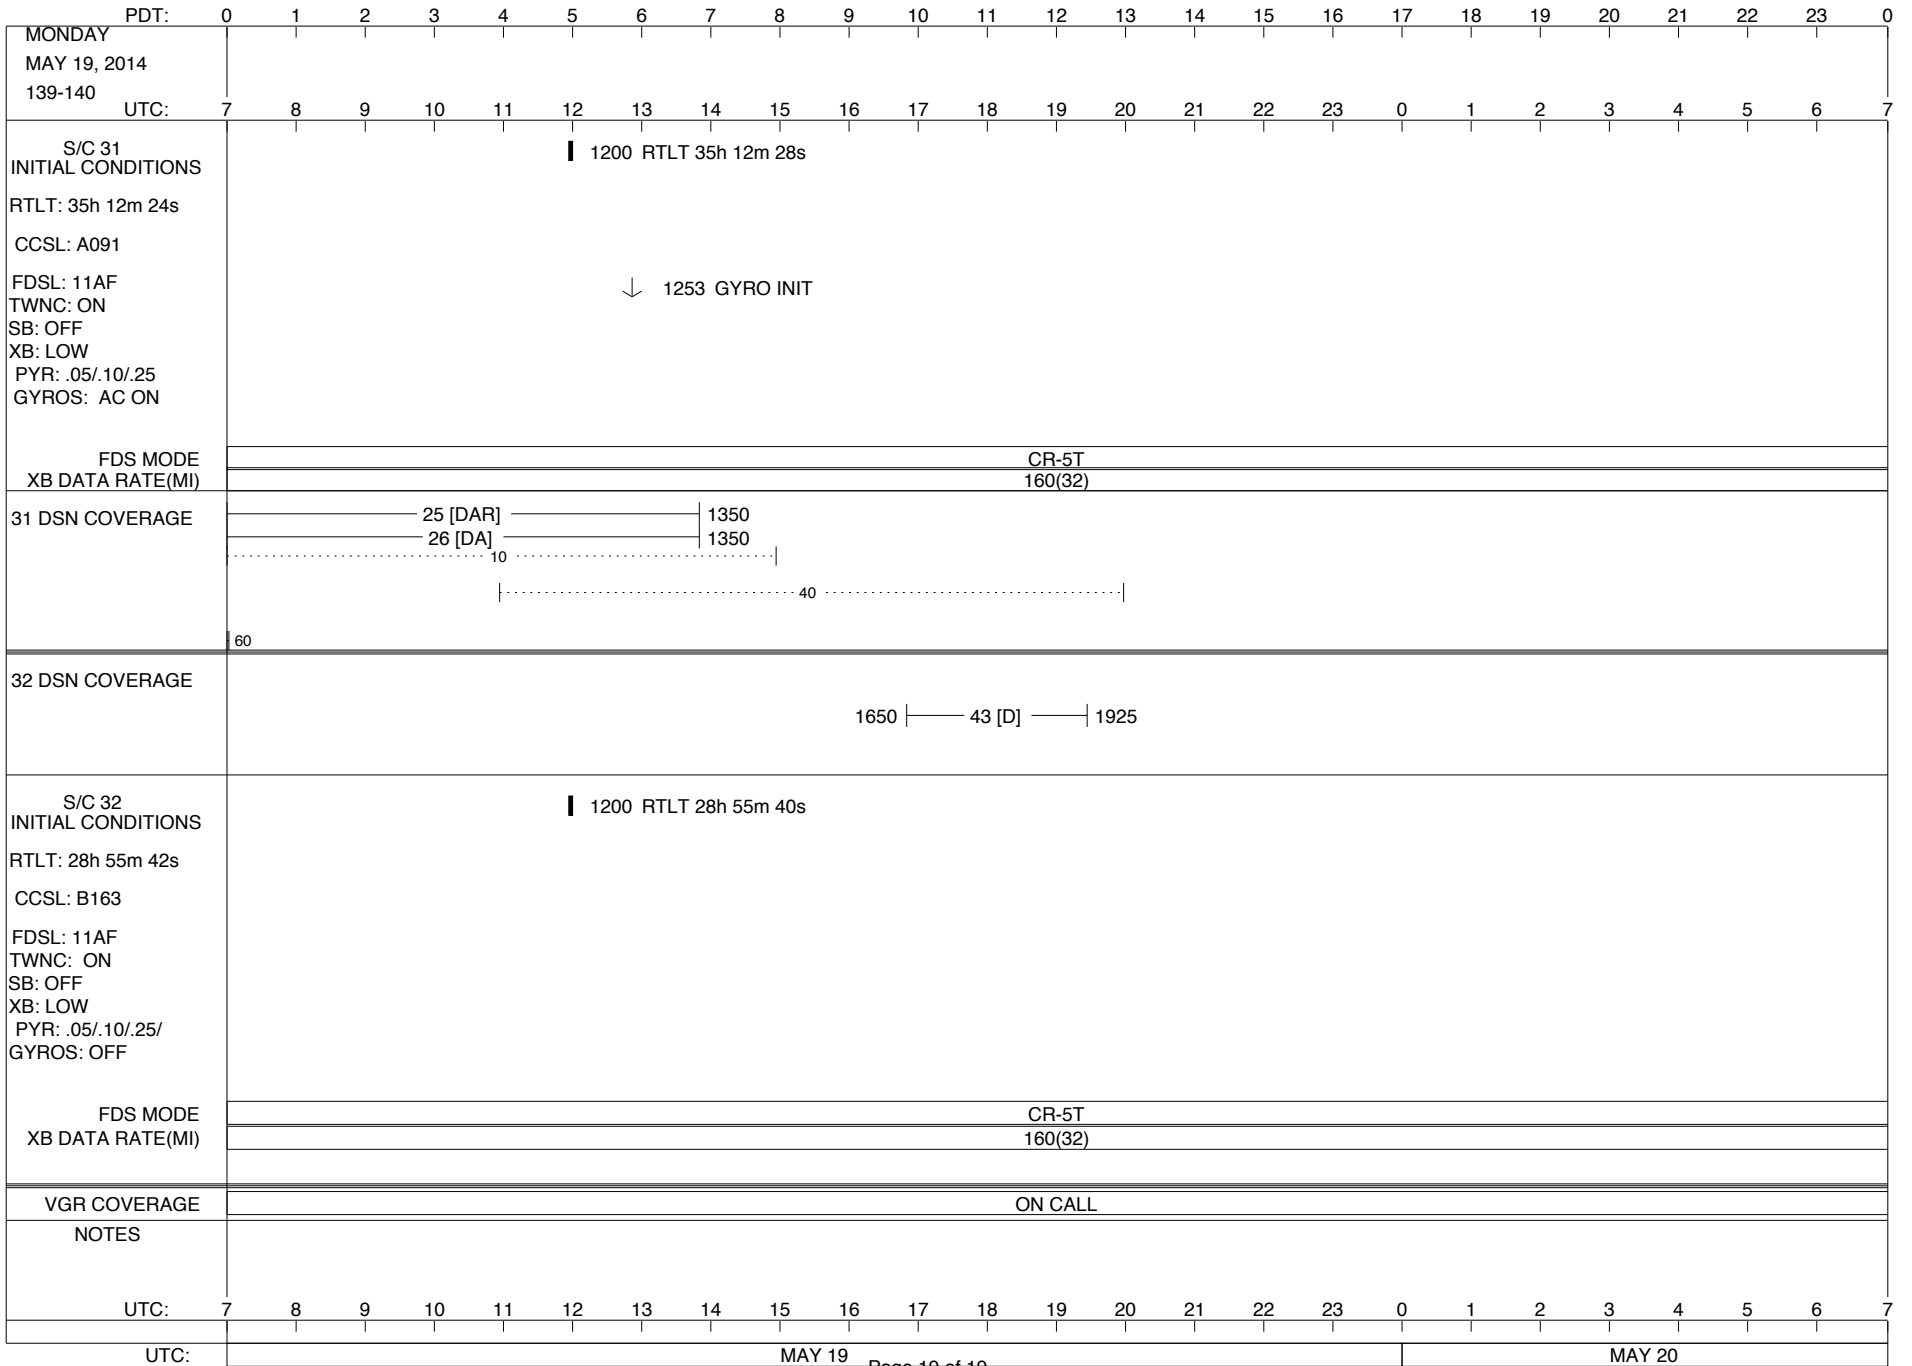 PDT: 0 1 2 3 4 5 6 7 8 9 10 11 12 13 14 15 16 17 18 19 20 21 22 23 0
MONDAY
MAY 19, 2014
139-140
UTC: 7 8 9 10 11 12 13 14 15 16 17 18 19 20 21 22 23 0 1 2 3 4 5 6 7
S/C 31
INITIAL CONDITIONS
1200 RTLT 35h 12m 28s
RTLT: 35h 12m 24s
CCSL: A091
FDSL: 11AF
1253 GYRO INIT
TWNC: ON
SB: OFF
XB: LOW
PYR: .05/.10/.25
GYROS: AC ON
FDS MODE CR-5T
XB DATA RATE(MI) 160(32)
31 DSN COVERAGE
25 [DAR] 1350
26 [DA] 1350
10
40
60
32 DSN COVERAGE
1650 43 [D] 1925
S/C 32
INITIAL CONDITIONS
1200 RTLT 28h 55m 40s
RTLT: 28h 55m 42s
CCSL: B163
FDSL: 11AF
TWNC: ON
SB: OFF
XB: LOW
PYR: .05/.10/.25/
GYROS: OFF
FDS MODE CR-5T
XB DATA RATE(MI) 160(32)
VGR COVERAGE ON CALL
NOTES
UTC: 7 8 9 10 11 12 13 14 15 16 17 18 19 20 21 22 23 0 1 2 3 4 5 6 7
UTC: MAY 19 MAY 20
Page 19 of 19